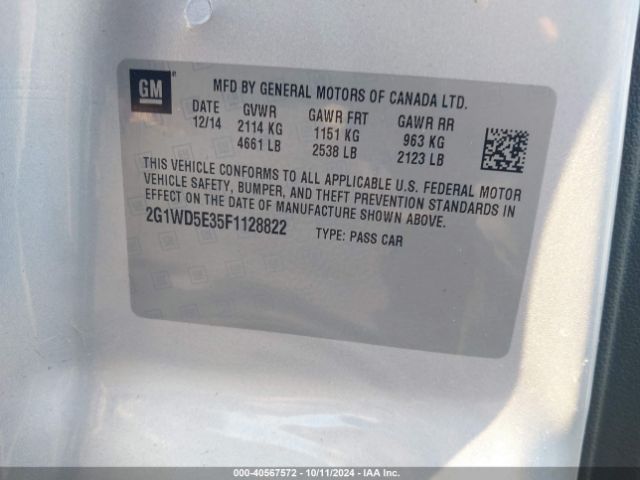 GM
MFD BY GENERAL MOTORS OF CANADA LTD.
DATE GVWR GAWR FRT GAWR RR
12/14 2114 KG 1151 KG 963 KG
4661 LB 2538 LB 2123 LB
THIS VEHICLE CONFORMS TO ALL APPLICABLE U.S. FEDERAL MOTOR
VEHICLE SAFETY, BUMPER, AND THEFT PREVENTION STANDARDS IN
EFFECT ON THE DATE OF MANUFACTURE SHOWN ABOVE.
2G1WD5E35F1128822 TYPE: PASS CAR
000-40567572 - 10/11/2024 - IAA Inc.